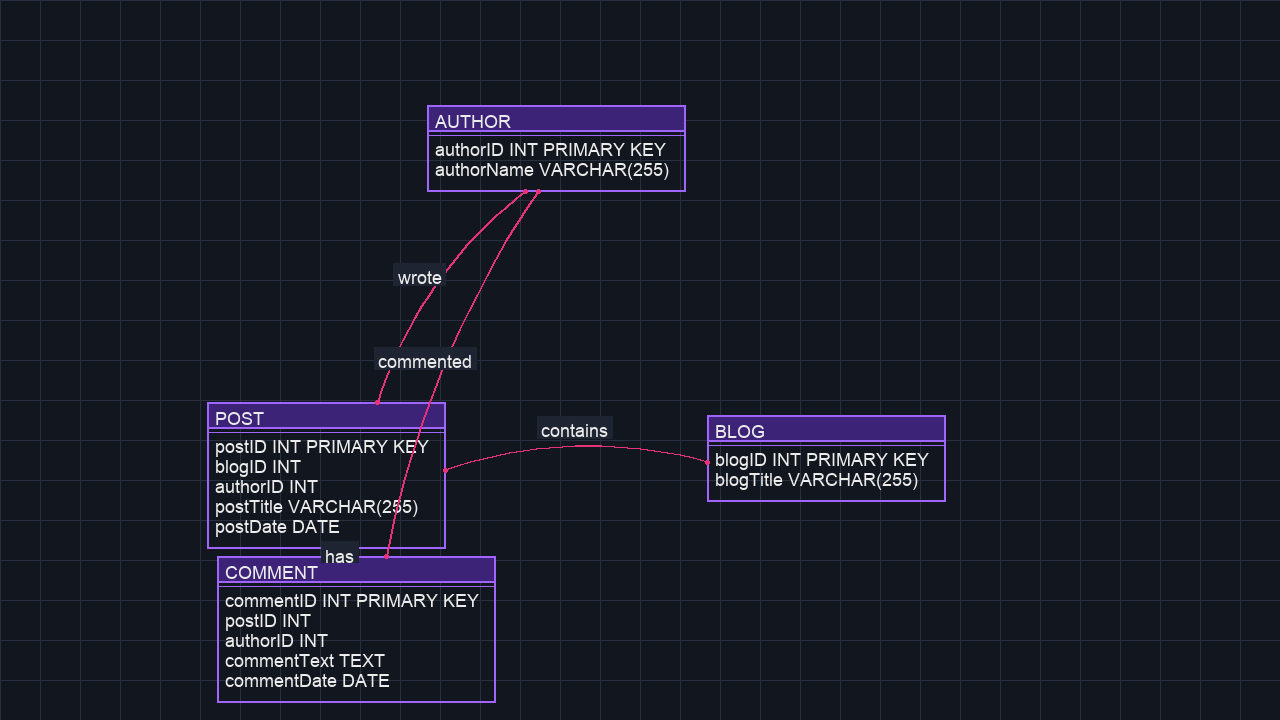 AUTHOR
authorID INT PRIMARY KEY
authorName VARCHAR(255)
wrote
commented
POST
postID INT PRIMARY KEY
blogID INT
authorID INT
postTitle VARCHAR(255)
postDate DATE
contains
BLOG
blogID INT PRIMARY KEY
blogTitle VARCHAR(255)
has
COMMENT
commentID INT PRIMARY KEY
postID INT
authorID INT
commentText TEXT
commentDate DATE